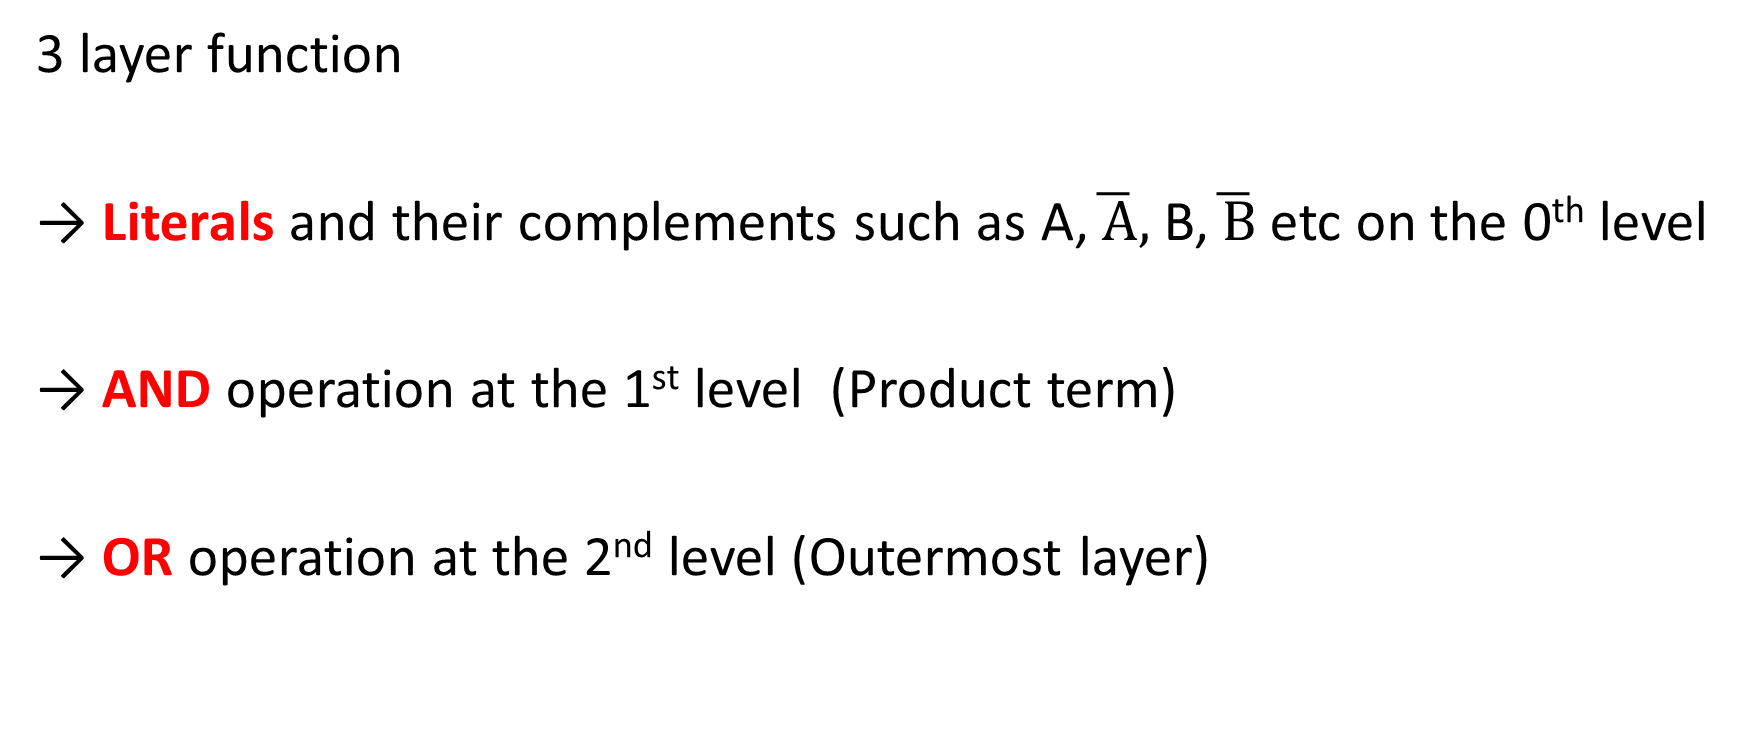 3 layer function
→ Literals and their complements such as A, A̅, B, B̅ etc on the 0ᵗʰ level
→ AND operation at the 1ˢᵗ level (Product term)
→ OR operation at the 2ⁿᵈ level (Outermost layer)